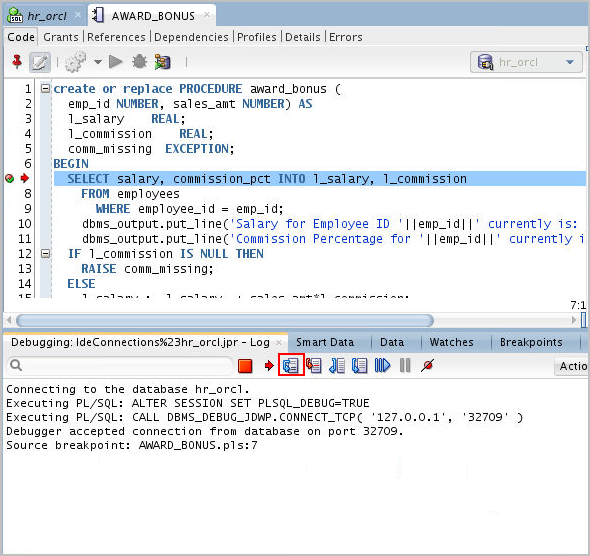 hr_orcl AWARD_BONUS
Code Grants References Dependencies Profiles Details Errors
hr_orcl
1 create or replace PROCEDURE award_bonus (
2 emp_id NUMBER, sales_amt NUMBER) AS
3 l_salary REAL;
4 l_commission REAL;
5 comm_missing EXCEPTION;
6 BEGIN
7 SELECT salary, commission_pct INTO l_salary, l_commission
8 FROM employees
9 WHERE employee_id = emp_id;
10 dbms_output.put_line('Salary for Employee ID '||emp_id||' currently is:
11 dbms_output.put_line('Commission Percentage for '||emp_id||' currently i
12 IF l_commission IS NULL THEN
13 RAISE comm_missing;
14 ELSE
7:1
Debugging: IdeConnections%23hr_orcl.jpr - Log Smart Data Data Watches Breakpoints
Actio
Connecting to the database hr_orcl.
Executing PL/SQL: ALTER SESSION SET PLSQL_DEBUG=TRUE
Executing PL/SQL: CALL DBMS_DEBUG_JDWP.CONNECT_TCP( '127.0.0.1', '32709' )
Debugger accepted connection from database on port 32709.
Source breakpoint: AWARD_BONUS.pls:7